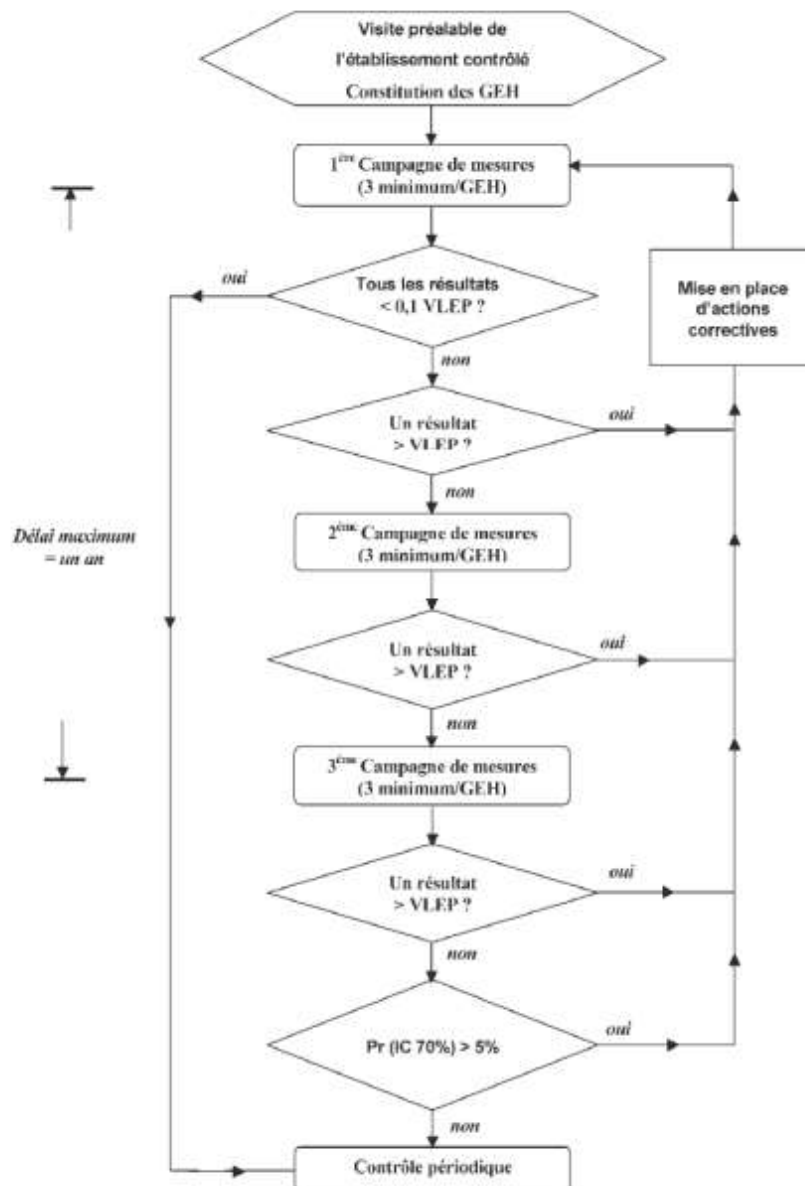 Visite préalable de
l'établissement contrôlé
Constitution des GEH
1ère Campagne de mesures
(3 minimum/GEH)
oui
Tous les résultats
< 0,1 VLEP ?
Mise en place
d'actions
correctives
non
Un résultat
> VLEP ?
oui
non
2ème Campagne de mesures
(3 minimum/GEH)
Délai maximum
= un an
Un résultat
> VLEP ?
oui
non
3ème Campagne de mesures
(3 minimum/GEH)
Un résultat
> VLEP ?
oui
non
Pr (IC 70%) > 5%
oui
non
Contrôle périodique